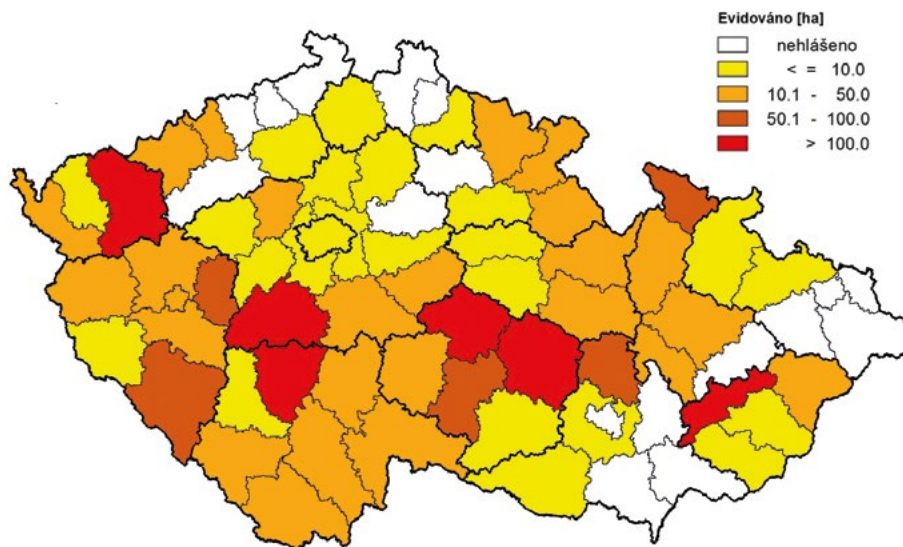 Evidováno [ha]
nehlášeno
< = 10.0
10.1 - 50.0
50.1 - 100.0
> 100.0